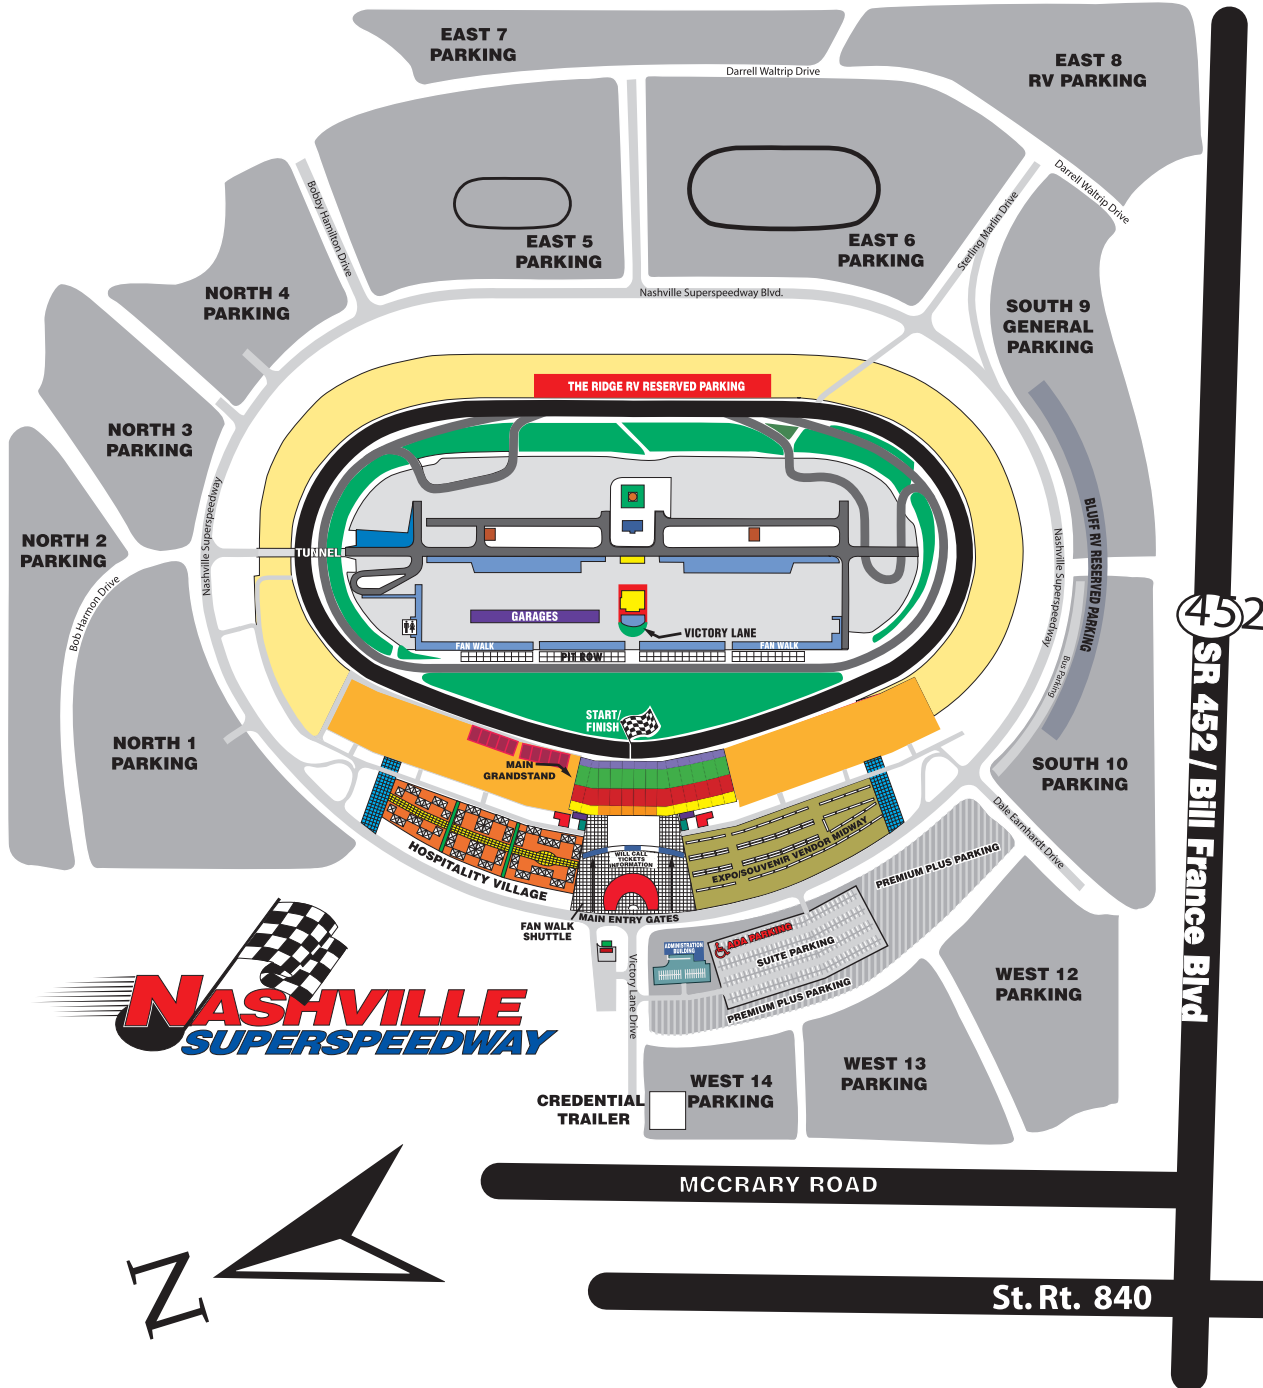 EAST 7
PARKING
Darrell Waltrip Drive
EAST 8
RV PARKING
Darrell Waltrip Drive
Bobby Hamilton Drive
EAST 5
PARKING
EAST 6
PARKING
Sterling Marlin Drive
Nashville Superspeedway Blvd.
NORTH 4
PARKING
SOUTH 9
GENERAL
PARKING
THE RIDGE RV RESERVED PARKING
NORTH 3
PARKING
NORTH 2
PARKING
Nashville Superspeedway
TUNNEL
Bob Harmon Drive
Nashville Superspeedway
BLUFF RV RESERVED PARKING
Bus Parking
452
SR 452 / Bill France Blvd
GARAGES
VICTORY LANE
FAN WALK
FAN WALK
PIT ROW
START/
FINISH
MAIN
GRANDSTAND
NORTH 1
PARKING
SOUTH 10
PARKING
Dale Earnhardt Drive
HOSPITALITY VILLAGE
WILL CALL
TICKETS
INFORMATION
EXPO/SOUVENIR VENDOR MIDWAY
PREMIUM PLUS PARKING
MAIN ENTRY GATES
FAN WALK
SHUTTLE
ADMINISTRATION
BUILDING
ADA PARKING
SUITE PARKING
PREMIUM PLUS PARKING
Victory Lane Drive
WEST 12
PARKING
NASHVILLE
SUPERSPEEDWAY
WEST 13
PARKING
WEST 14
PARKING
CREDENTIAL
TRAILER
MCCRARY ROAD
N
St. Rt. 840